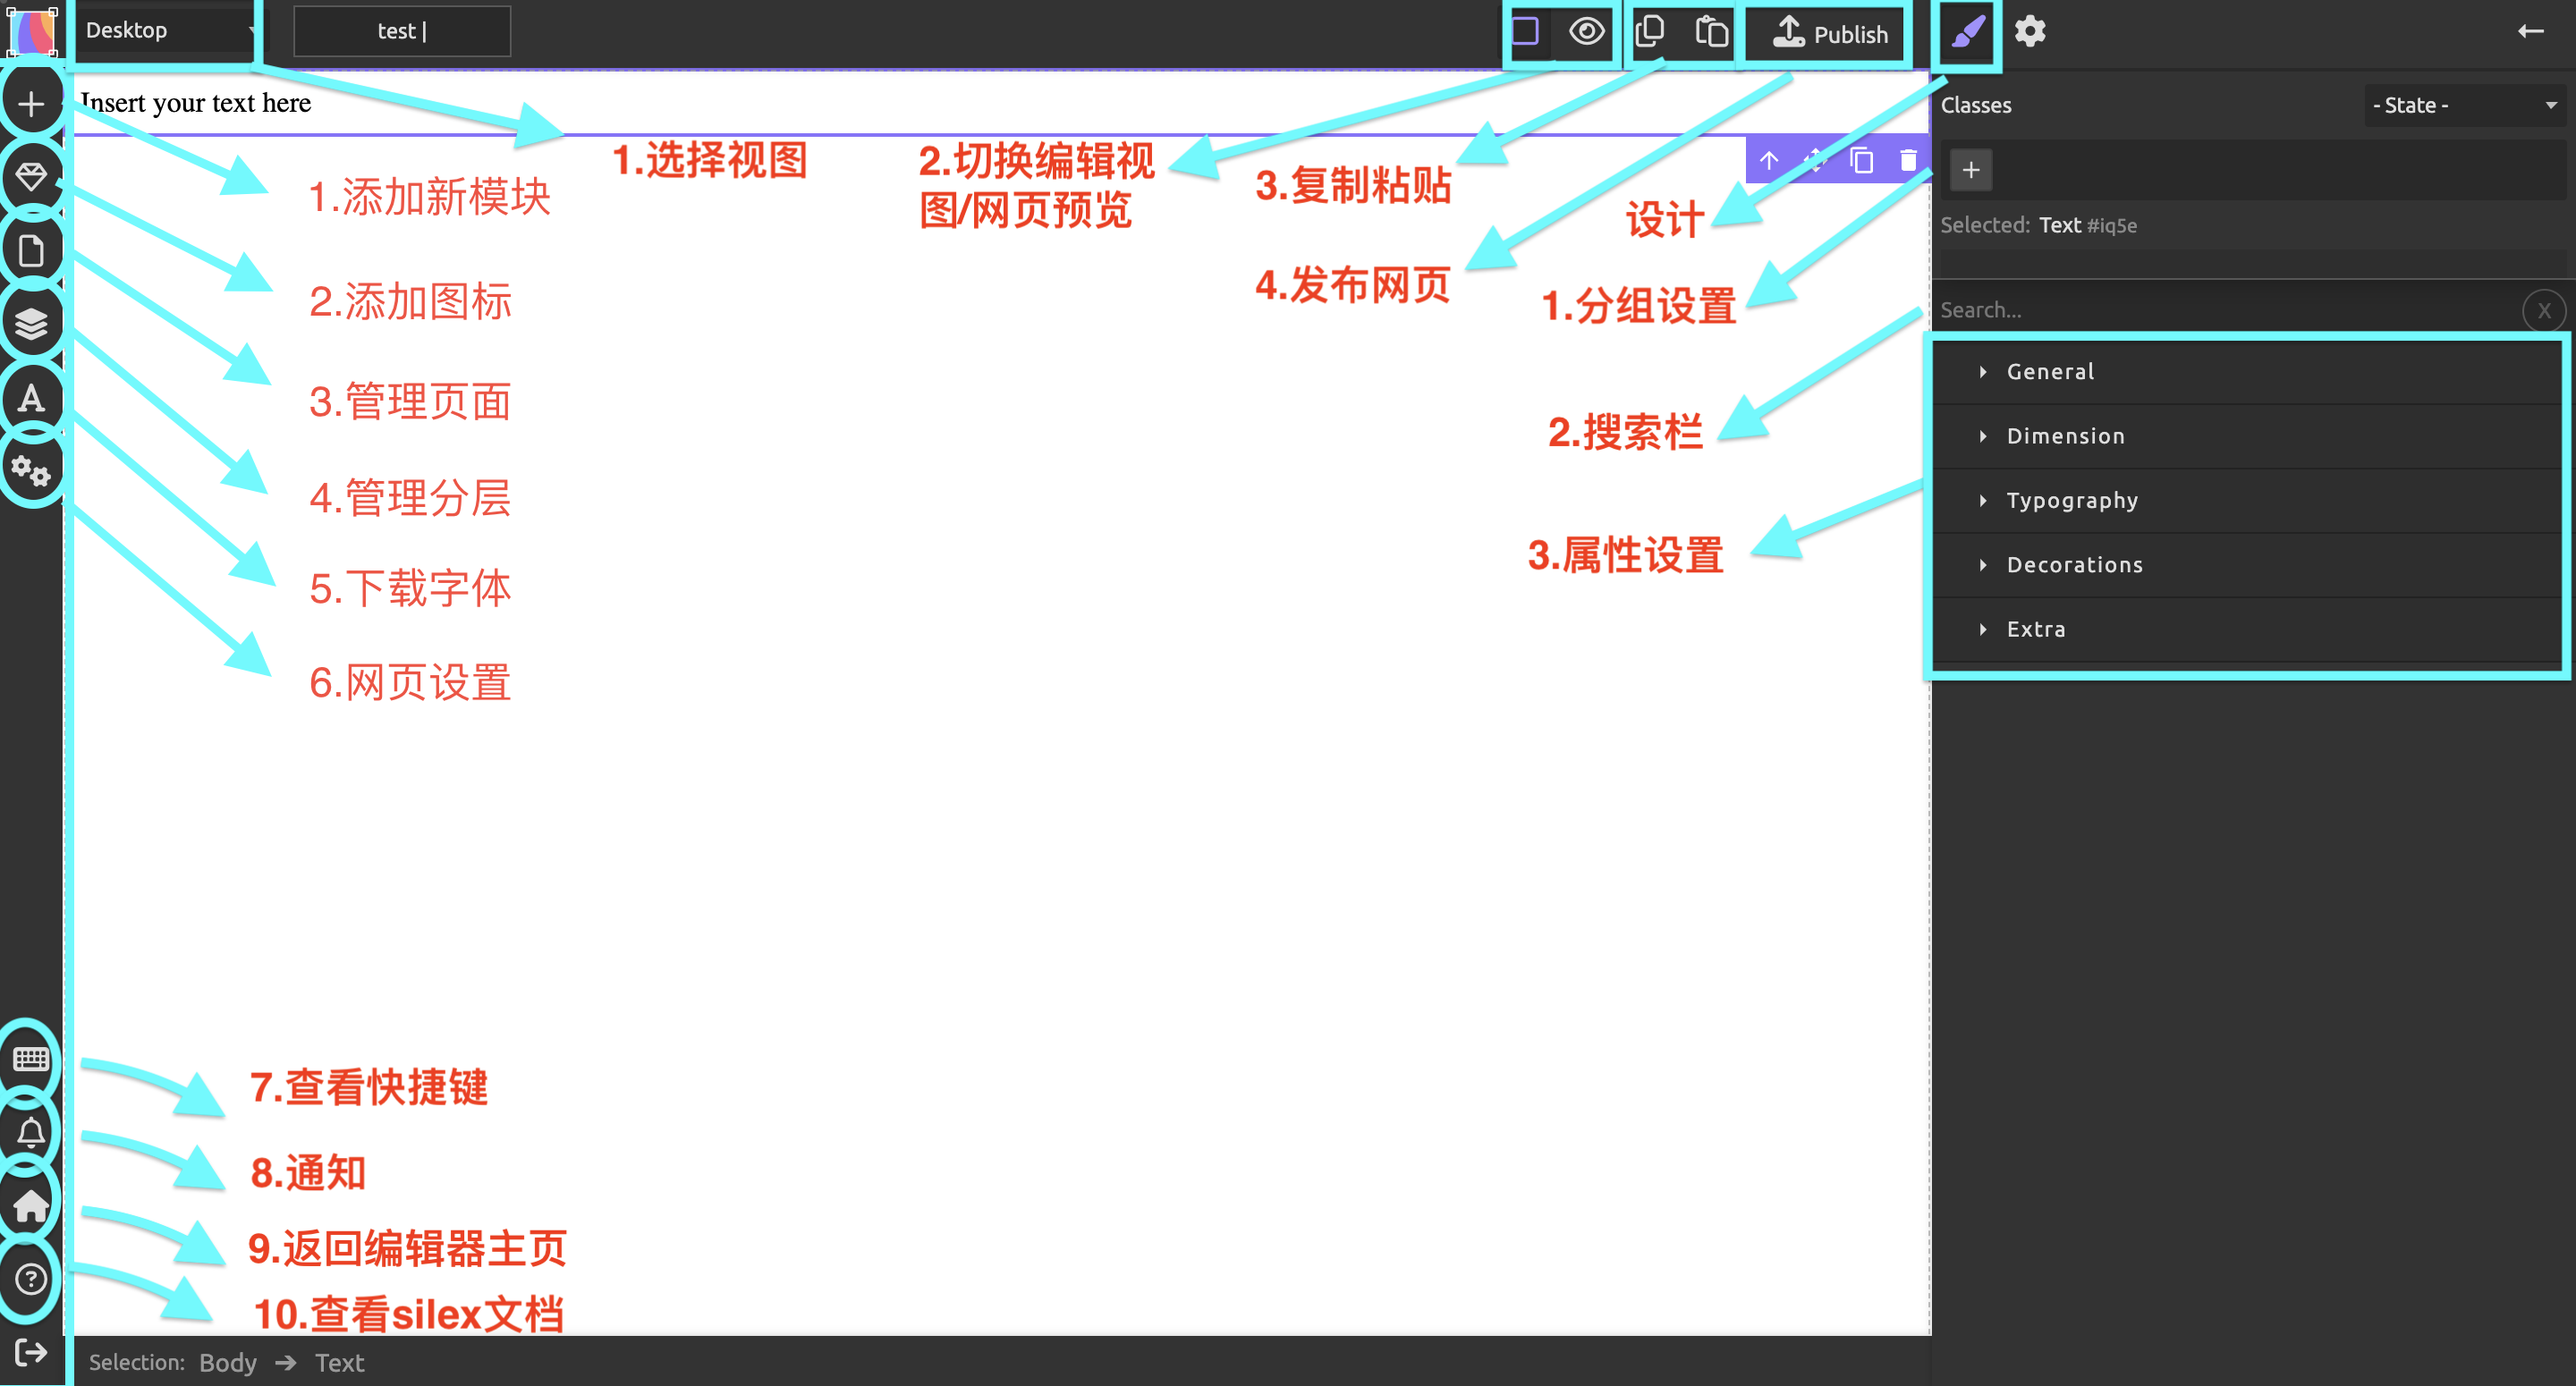 Desktop
test |
Publish
Insert your text here
1.添加新模块
2.添加图标
3.管理页面
4.管理分层
5.下载字体
6.网页设置
7.查看快捷键
8.通知
9.返回编辑器主页
10.查看silex文档
1.选择视图
2.切换编辑视
图/网页预览
3.复制粘贴
4.发布网页
设计
1.分组设置
2.搜索栏
3.属性设置
Classes
- State -
Selected: Text #iq5e
Search...
X
General
Dimension
Typography
Decorations
Extra
Selection: Body ➔ Text